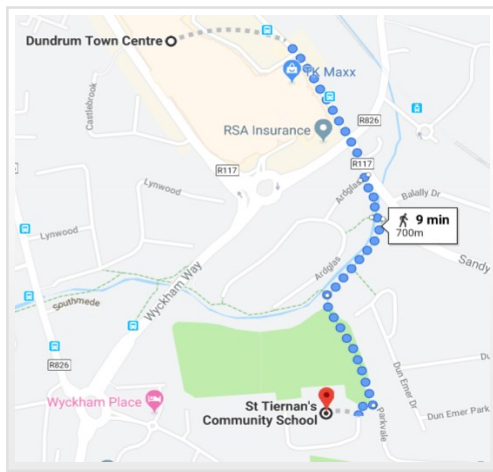 Dundrum Town Centre
TK Maxx
Castlebrook
RSA Insurance
R826
R117
R117
Ardglas
Lynwood
Balally Dr
Lynwood
9 min
700m
Sandy
Ardglas
Wyckham Way
Southmede
R826
Dun Emer Dr
Du
Wyckham Place
St Tiernan's
Community School
Parkvale
Dun Emer Park